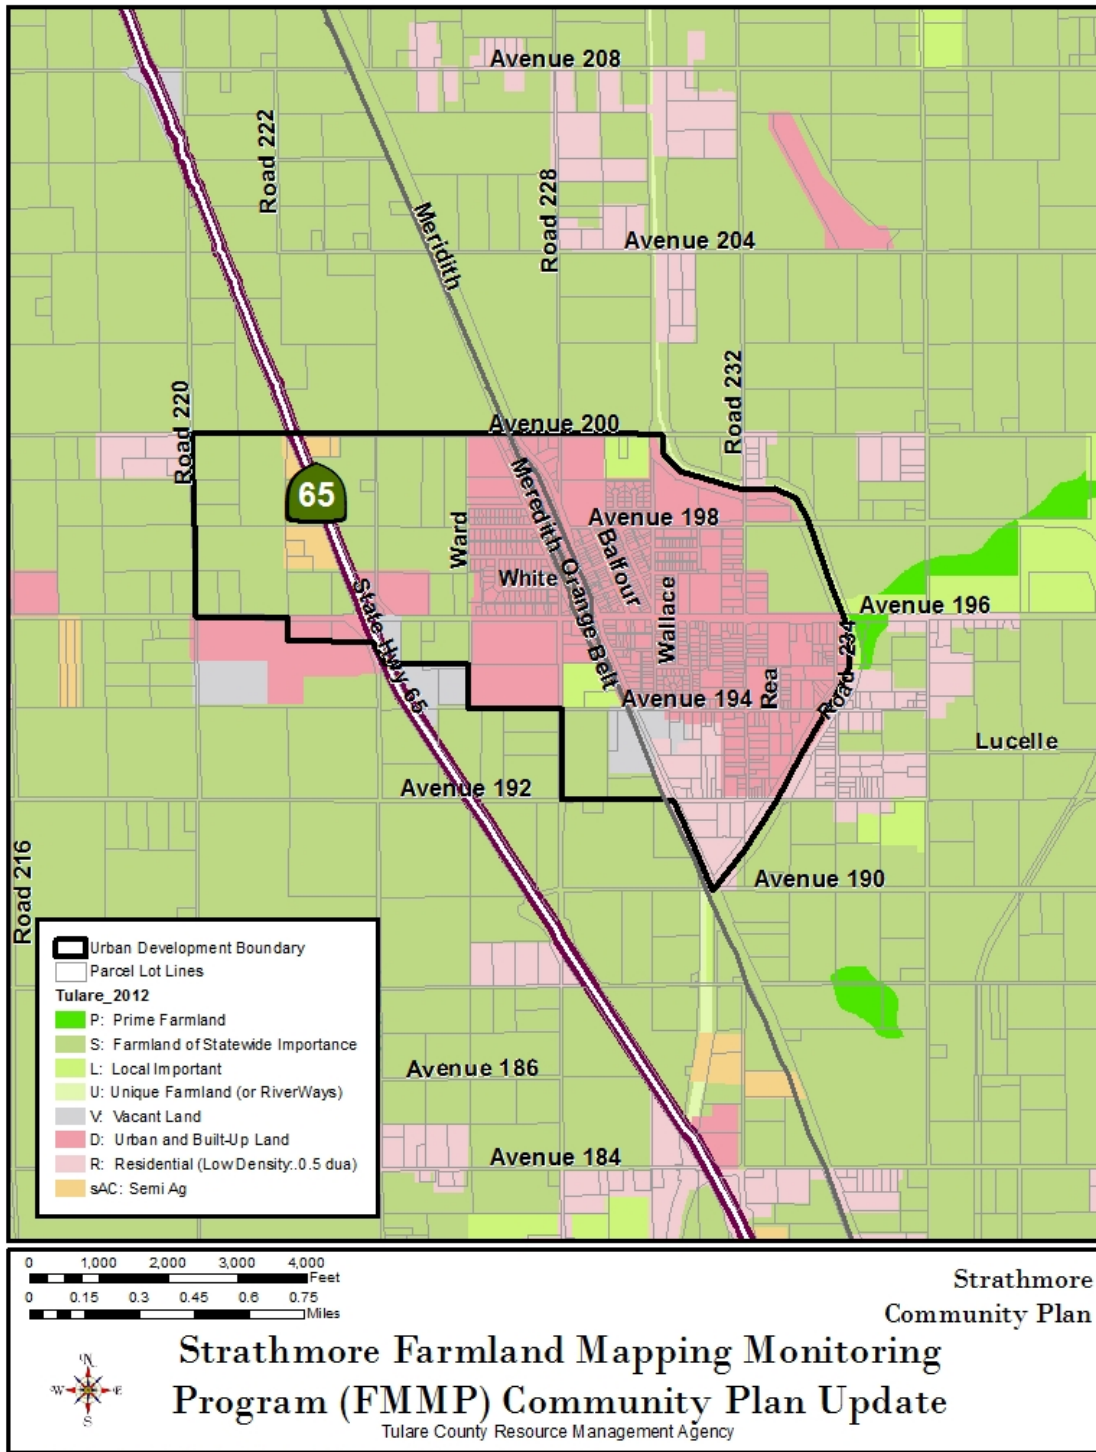 Avenue 208
Road 222
Road 228
Meridith
Avenue 204
Road 232
Road 220
Avenue 200
65
Meredith
Avenue 198
Ward
Balfour
White
Orange Belt
Wallace
State Hwy 65
Avenue 196
Road 234
Rea
Avenue 194
Lucelle
Avenue 192
Road 216
Avenue 190
Urban Development Boundary
Parcel Lot Lines
Tulare_2012
P: Prime Farmland
S: Farmland of Statewide Importance
L: Local Important
U: Unique Farmland (or RiverWays)
V: Vacant Land
D: Urban and Built-Up Land
R: Residential (Low Density:.0.5 dua)
sAC: Semi Ag
Avenue 186
Avenue 184
0 1,000 2,000 3,000 4,000
Feet
0 0.15 0.3 0.45 0.6 0.75
Miles
Strathmore
Community Plan
N
W E
S
Strathmore Farmland Mapping Monitoring
Program (FMMP) Community Plan Update
Tulare County Resource Management Agency